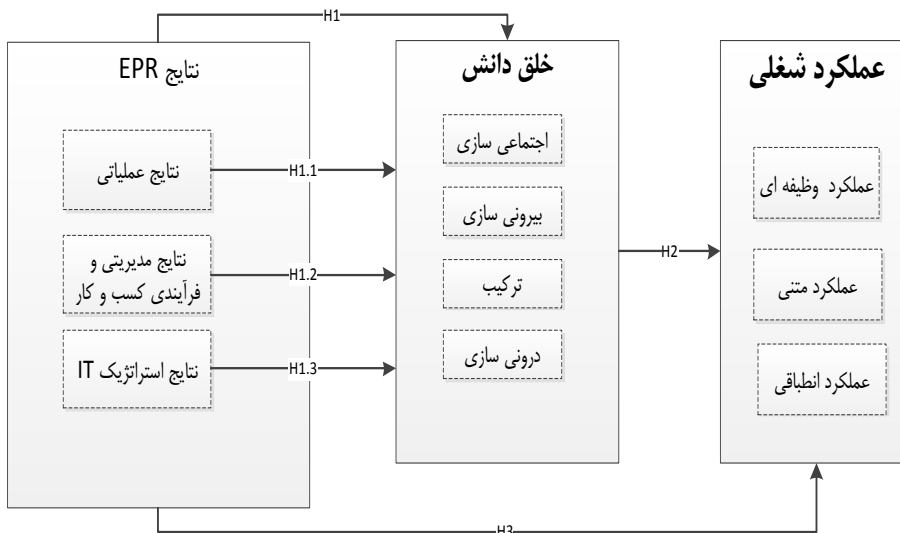 H1
نتایج EPR
نتایج عملیاتی
نتایج مدیریتی و
فرآیندی کسب و کار
نتایج استراتژیک IT
H1.1
H1.2
H1.3
خلق دانش
اجتماعی سازی
بیرونی سازی
ترکیب
درونی سازی
H2
عملکرد شغلی
عملکرد وظیفه ای
عملکرد متنی
عملکرد انطباقی
H3